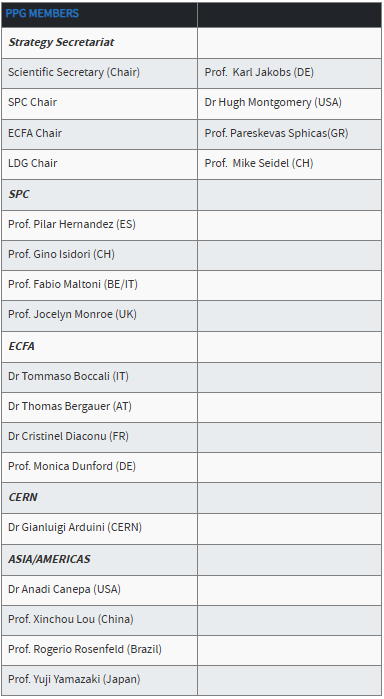 PPG MEMBERS
Strategy Secretariat
Scientific Secretary (Chair) Prof. Karl Jakobs (DE)
SPC Chair Dr Hugh Montgomery (USA)
ECFA Chair Prof. Pareskevas Sphicas(GR)
LDG Chair Prof. Mike Seidel (CH)
SPC
Prof. Pilar Hernandez (ES)
Prof. Gino Isidori (CH)
Prof. Fabio Maltoni (BE/IT)
Prof. Jocelyn Monroe (UK)
ECFA
Dr Tommaso Boccali (IT)
Dr Thomas Bergauer (AT)
Dr Cristinel Diaconu (FR)
Prof. Monica Dunford (DE)
CERN
Dr Gianluigi Arduini (CERN)
ASIA/AMERICAS
Dr Anadi Canepa (USA)
Prof. Xinchou Lou (China)
Prof. Rogerio Rosenfeld (Brazil)
Prof. Yuji Yamazaki (Japan)